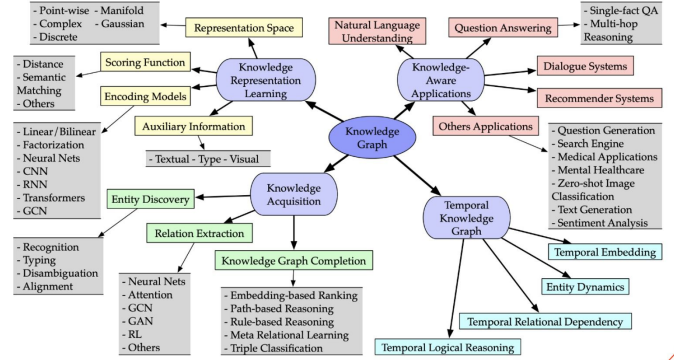 - Point-wise - Manifold
- Complex - Gaussian
- Discrete
Representation Space
Scoring Function
- Distance
- Semantic
Matching
- Others
Encoding Models
- Linear/Bilinear
- Factorization
- Neural Nets
- CNN
- RNN
- Transformers
- GCN
Auxiliary Information
- Textual - Type - Visual
Knowledge
Representation
Learning
Natural Language
Understanding
Question Answering
- Single-fact QA
- Multi-hop
Reasoning
Knowledge-
Aware
Applications
Dialogue Systems
Recommender Systems
Others Applications
- Question Generation
- Search Engine
- Medical Applications
- Mental Healthcare
- Zero-shot Image
Classification
- Text Generation
- Sentiment Analysis
Knowledge
Graph
Knowledge
Acquisition
Entity Discovery
- Recognition
- Typing
- Disambiguation
- Alignment
Relation Extraction
- Neural Nets
- Attention
- GCN
- GAN
- RL
- Others
Knowledge Graph Completion
- Embedding-based Ranking
- Path-based Reasoning
- Rule-based Reasoning
- Meta Relational Learning
- Triple Classification
Temporal
Knowledge
Graph
Temporal Embedding
Entity Dynamics
Temporal Relational Dependency
Temporal Logical Reasoning